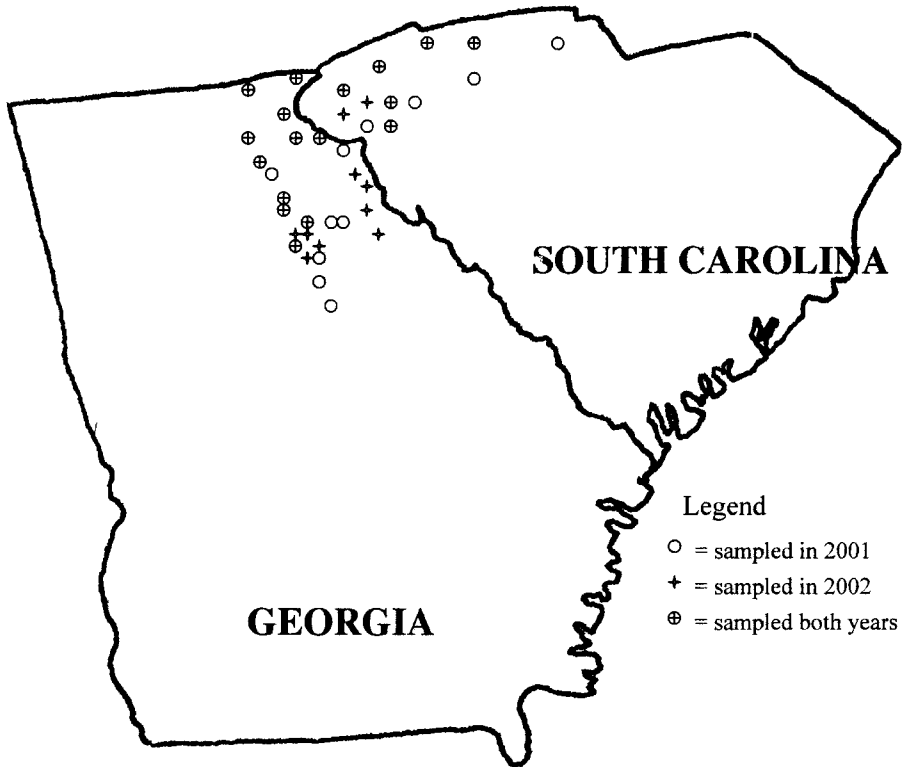 SOUTH CAROLINA
Legend
○ = sampled in 2001
+ = sampled in 2002
⊕ = sampled both years
GEORGIA